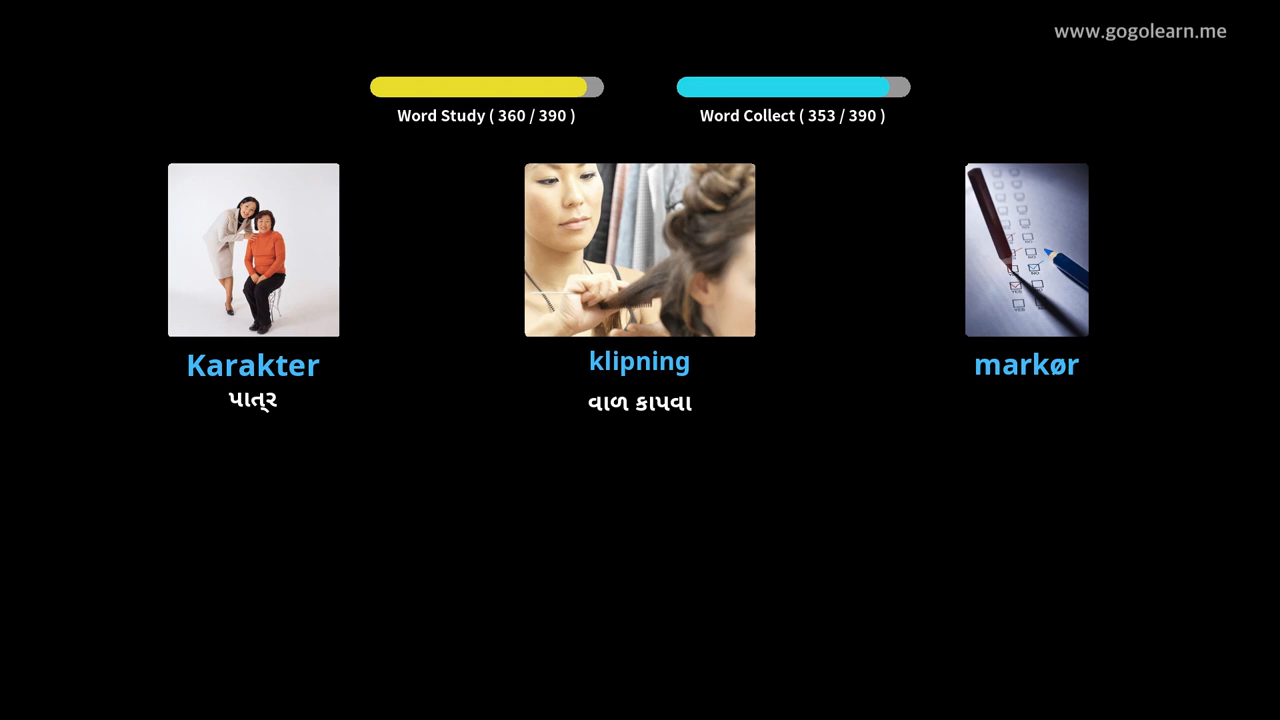 www.gogolearn.me
Word Study ( 360 / 390 )
Word Collect ( 353 / 390 )
Karakter
પાત્ર
klipning
વાળ કાપવા
markør